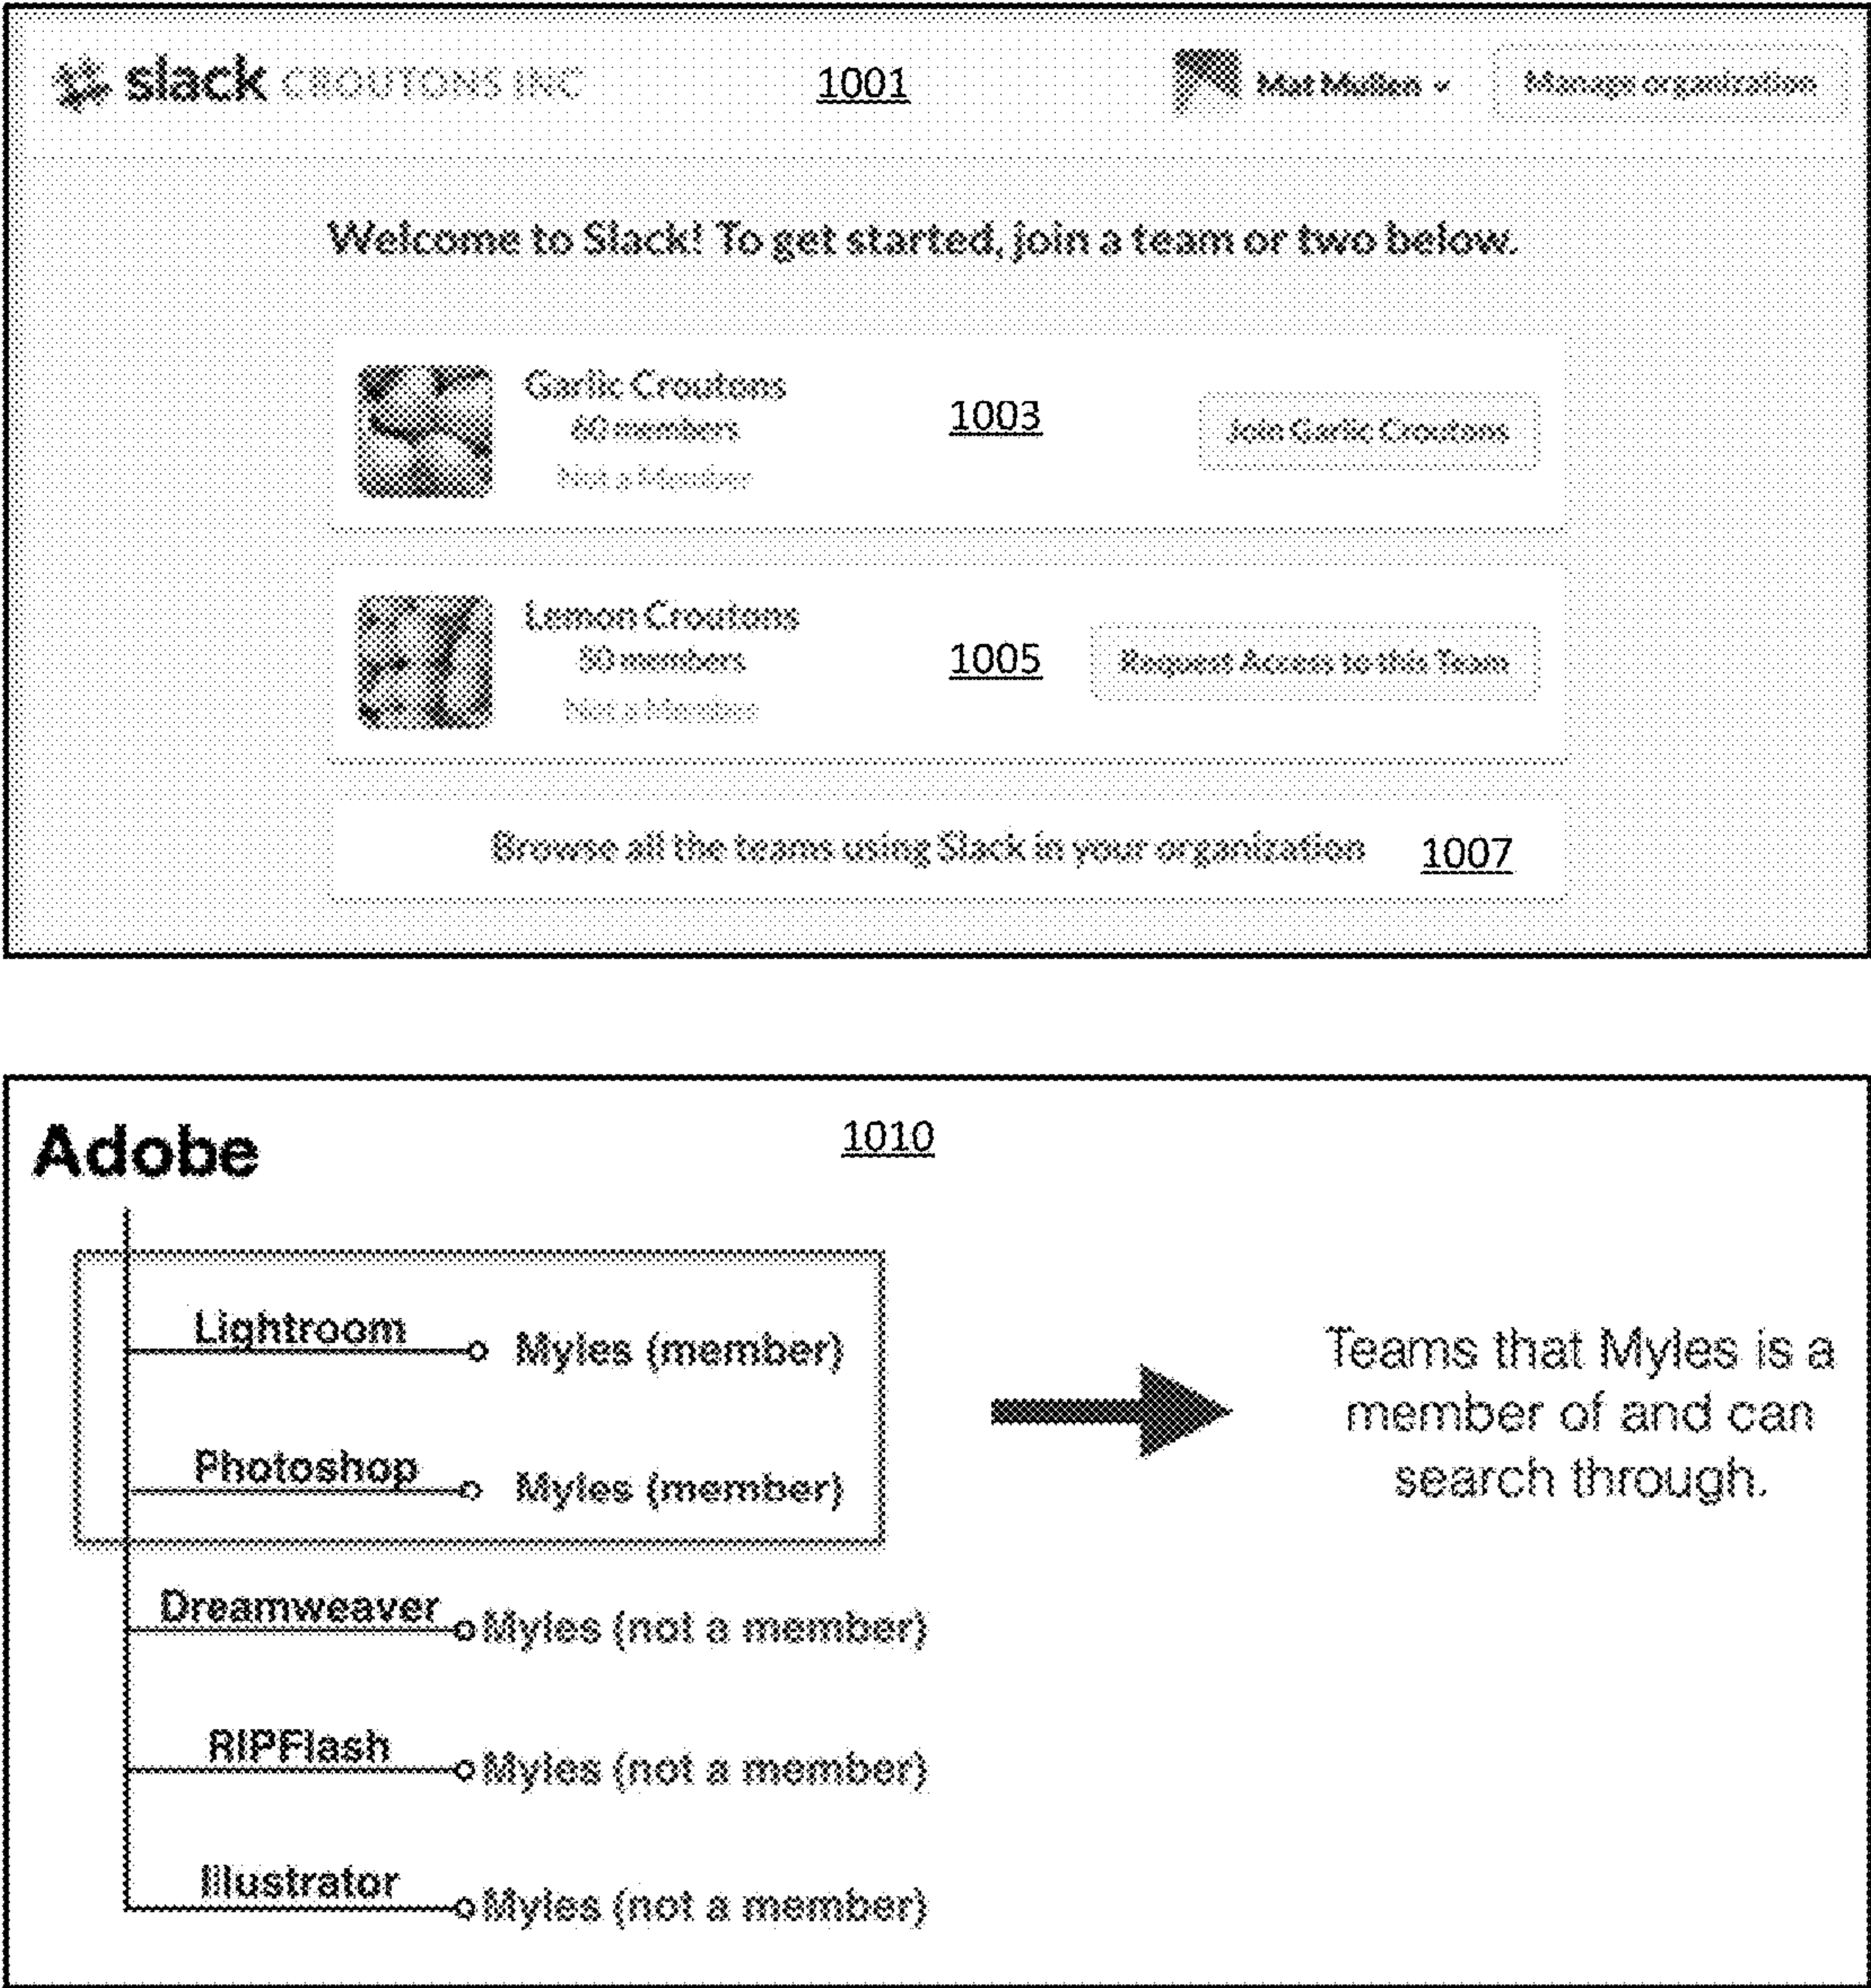 slack CROUTONS INC 1001 Mat Mullen Manage organization
Welcome to Slack! To get started, join a team or two below.
Garlic Croutons
60 members
Not a Member
1003
Join Garlic Croutons
Lemon Croutons
30 members
Not a Member
1005
Request Access to this Team
Browse all the teams using Slack in your organization 1007
Adobe
1010
Lightroom
Myles (member)
Photoshop
Myles (member)
Teams that Myles is a
member of and can
search through.
Dreamweaver
Myles (not a member)
RIPFlash
Myles (not a member)
Illustrator
Myles (not a member)